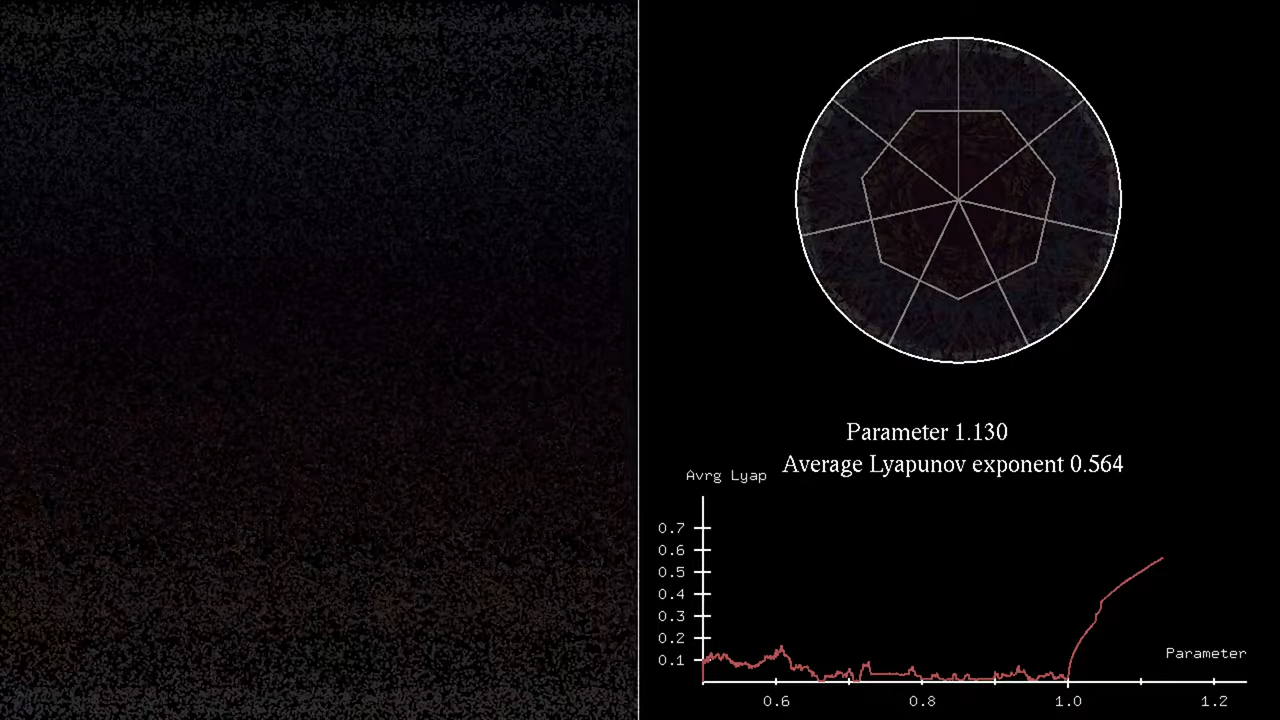 Parameter 1.130
Average Lyapunov exponent 0.564
Avrg Lyap
0.7
0.6
0.5
0.4
0.3
0.2
0.1
Parameter
0.6 0.8 1.0 1.2